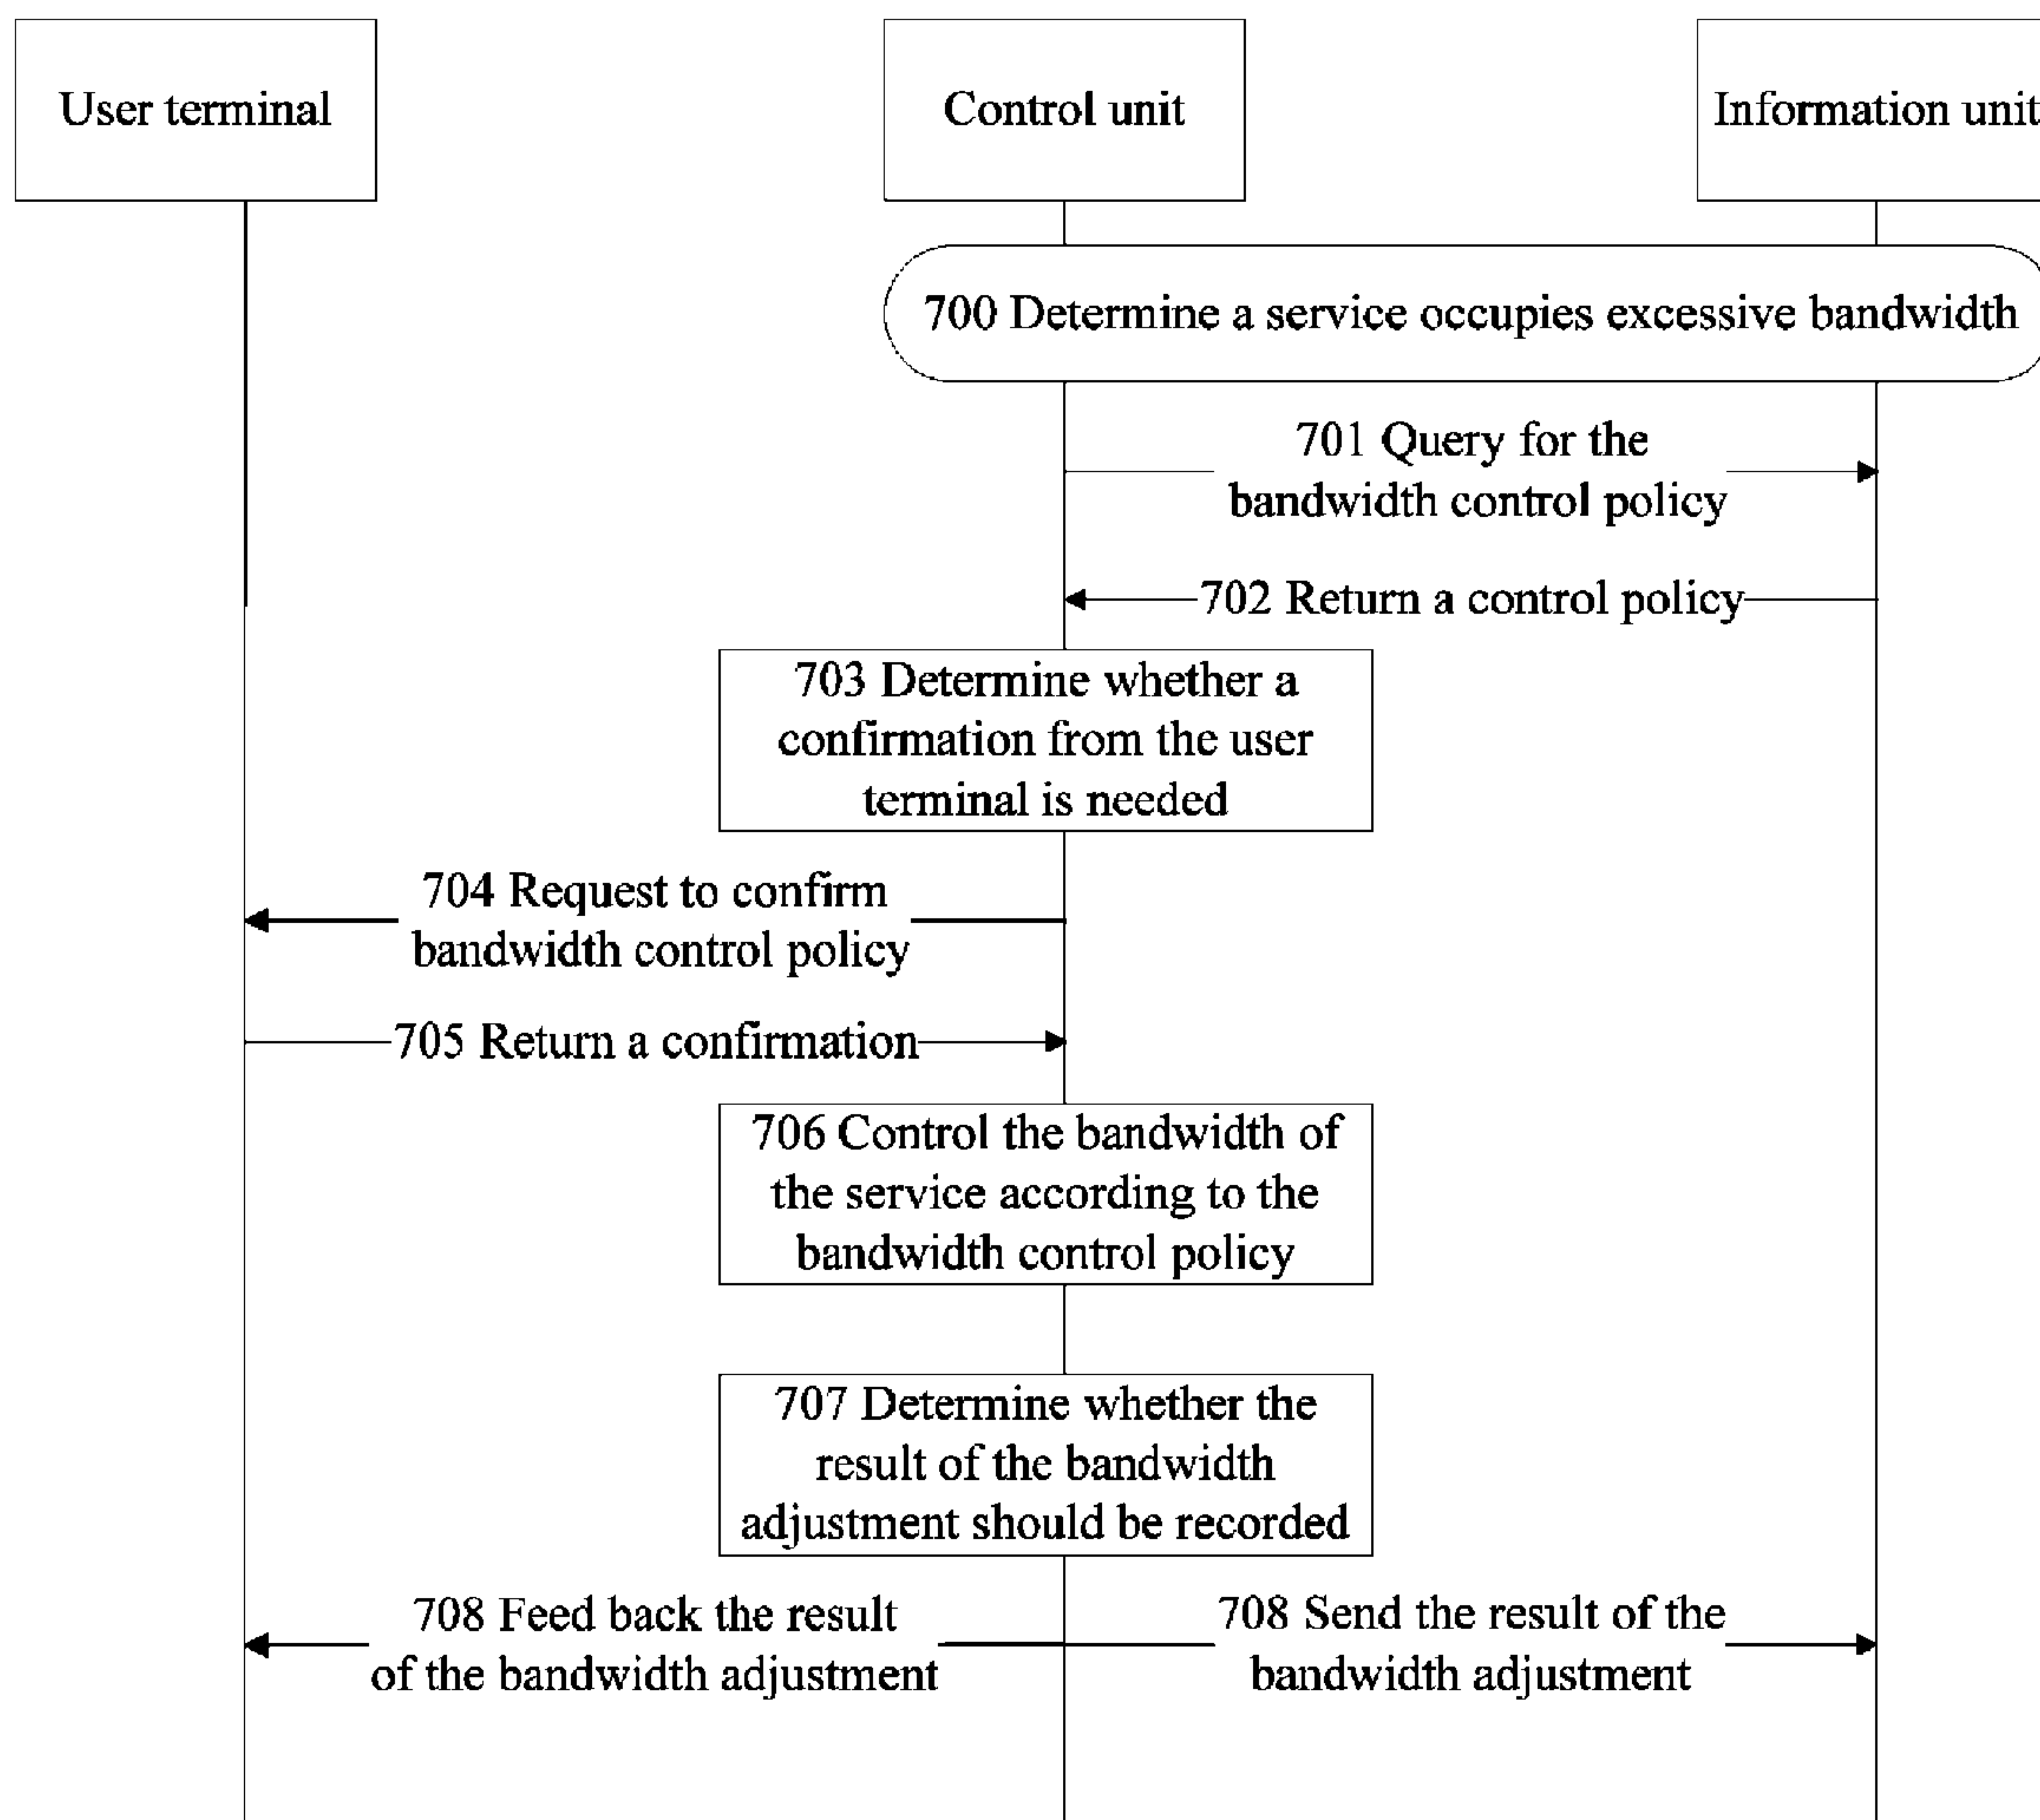 User terminal
Control unit
Information unit
700 Determine a service occupies excessive bandwidth
701 Query for the
bandwidth control policy
702 Return a control policy
703 Determine whether a
confirmation from the user
terminal is needed
704 Request to confirm
bandwidth control policy
705 Return a confirmation
706 Control the bandwidth of
the service according to the
bandwidth control policy
707 Determine whether the
result of the bandwidth
adjustment should be recorded
708 Feed back the result
of the bandwidth adjustment
708 Send the result of the
bandwidth adjustment